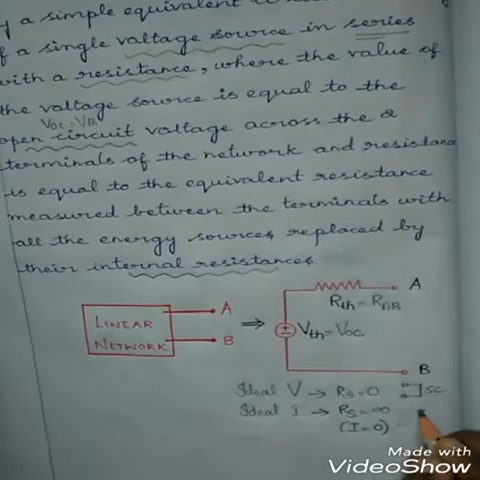 y a simple equivalent
f a single voltage source in series
with a resistance, where the value of
the voltage source is equal to the
Voc=Vth
open circuit voltage across the 2
terminals of the network and resistance
is equal to the equivalent resistance
measured between the terminals with
all the energy sources replaced by
their internal resistances.
LINEAR
NETWORK
A
B
⇒
A
Rth = RAB
Vth = Voc
B
Ideal V → Rs=0 SC
Ideal I → Rs=∞
(I=0)
Made with
VideoShow